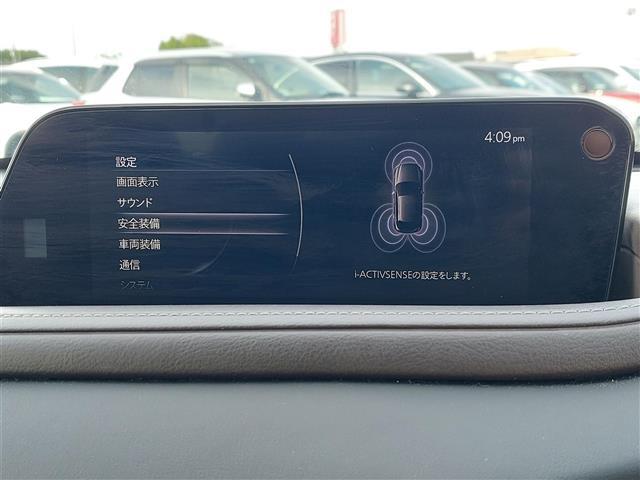 4:09 pm
設定
画面表示
サウンド
安全装備
車両装備
通信
システム
i-ACTIVSENSEの設定をします。